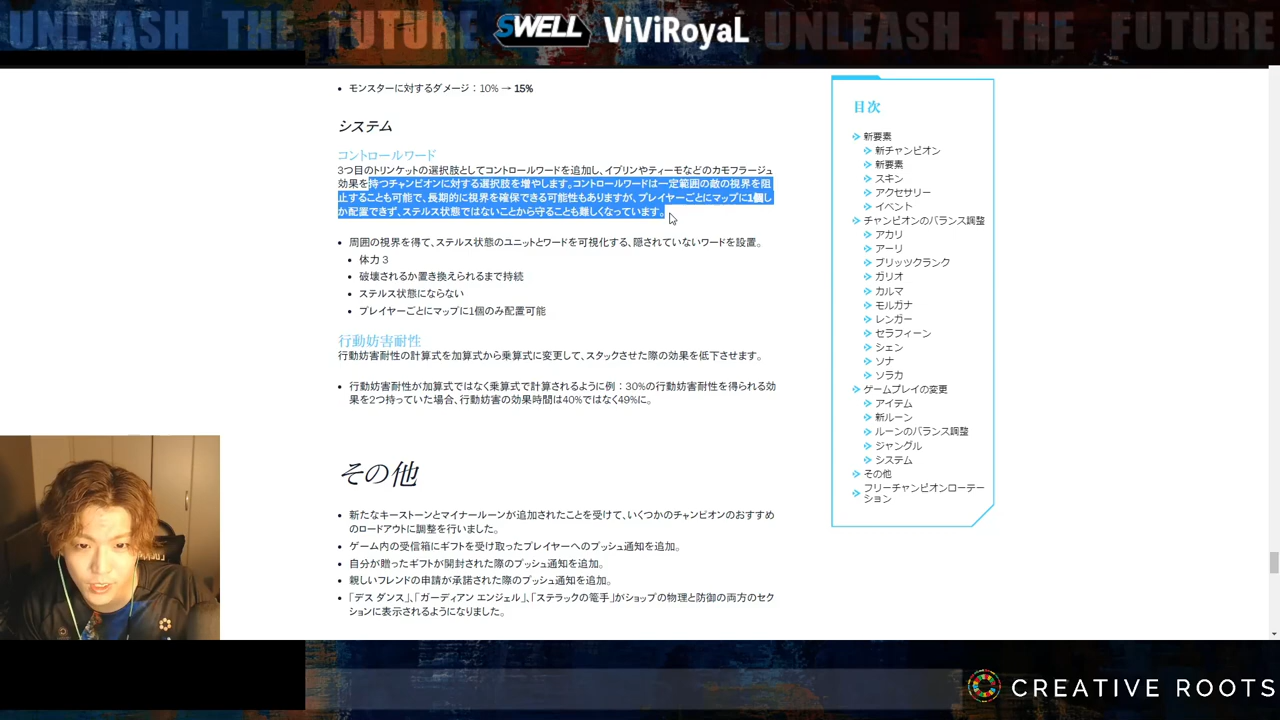 UNLEASH THE FUTURE
SWELL
ViViRoyaL
UNLEASH THE FUTURE
モンスターに対するダメージ：10% → 15%
システム
コントロールワード
3つ目のトリンケットの選択肢としてコントロールワードを追加し、イブリンやティーモなどのカモフラージュ
効果を持つチャンピオンに対する選択肢を増やします。コントロールワードは一定範囲の敵の視界を阻
止することも可能で、長期的に視界を確保できる可能性もありますが、プレイヤーごとにマップに1個し
か配置できず、ステルス状態ではないことから守ることも難しくなっています。
周囲の視界を得て、ステルス状態のユニットとワードを可視化する、隠されていないワードを設置。
体力 3
破壊されるか置き換えられるまで持続
ステルス状態にならない
プレイヤーごとにマップに1個のみ配置可能
行動妨害耐性
行動妨害耐性の計算式を加算式から乗算式に変更して、スタックさせた際の効果を低下させます。
行動妨害耐性が加算式ではなく乗算式で計算されるように例：30%の行動妨害耐性を得られる効
果を2つ持っていた場合、行動妨害の効果時間は40%ではなく49%に。
その他
新たなキーストーンとマイナールーンが追加されたことを受けて、いくつかのチャンピオンのおすすめ
のロードアウトに調整を行いました。
ゲーム内の受信箱にギフトを受け取ったプレイヤーへのプッシュ通知を追加。
自分が贈ったギフトが開封された際のプッシュ通知を追加。
親しいフレンドの申請が承諾された際のプッシュ通知を追加。
「デス ダンス」、「ガーディアン エンジェル」、「ステラックの篭手」がショップの物理と防御の両方のセク
ションに表示されるようになりました。
目次
新要素
新チャンピオン
新要素
スキン
アクセサリー
イベント
チャンピオンのバランス調整
アカリ
アーリ
ブリッツクランク
ガリオ
カルマ
モルガナ
レンガー
セラフィーン
シェン
ソナ
ソラカ
ゲームプレイの変更
アイテム
新ルーン
ルーンのバランス調整
ジャングル
システム
その他
フリーチャンピオンローテー
ション
CREATIVE ROOTS